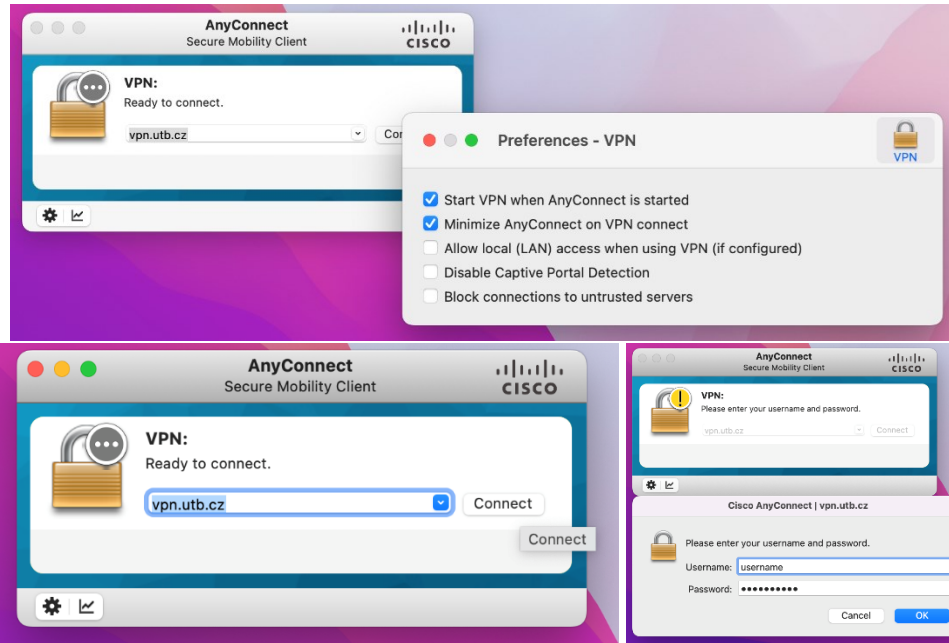 AnyConnect
Secure Mobility Client
CISCO
VPN:
Ready to connect.
vpn.utb.cz
Preferences - VPN
VPN
Start VPN when AnyConnect is started
Minimize AnyConnect on VPN connect
Allow local (LAN) access when using VPN (if configured)
Disable Captive Portal Detection
Block connections to untrusted servers
AnyConnect
Secure Mobility Client
CISCO
VPN:
Ready to connect.
vpn.utb.cz
Connect
Connect
AnyConnect
Secure Mobility Client
CISCO
VPN:
Please enter your username and password.
vpn.utb.cz
Connect
Cisco AnyConnect | vpn.utb.cz
Please enter your username and password.
Username: username
Password: ••••••••••
Cancel
OK